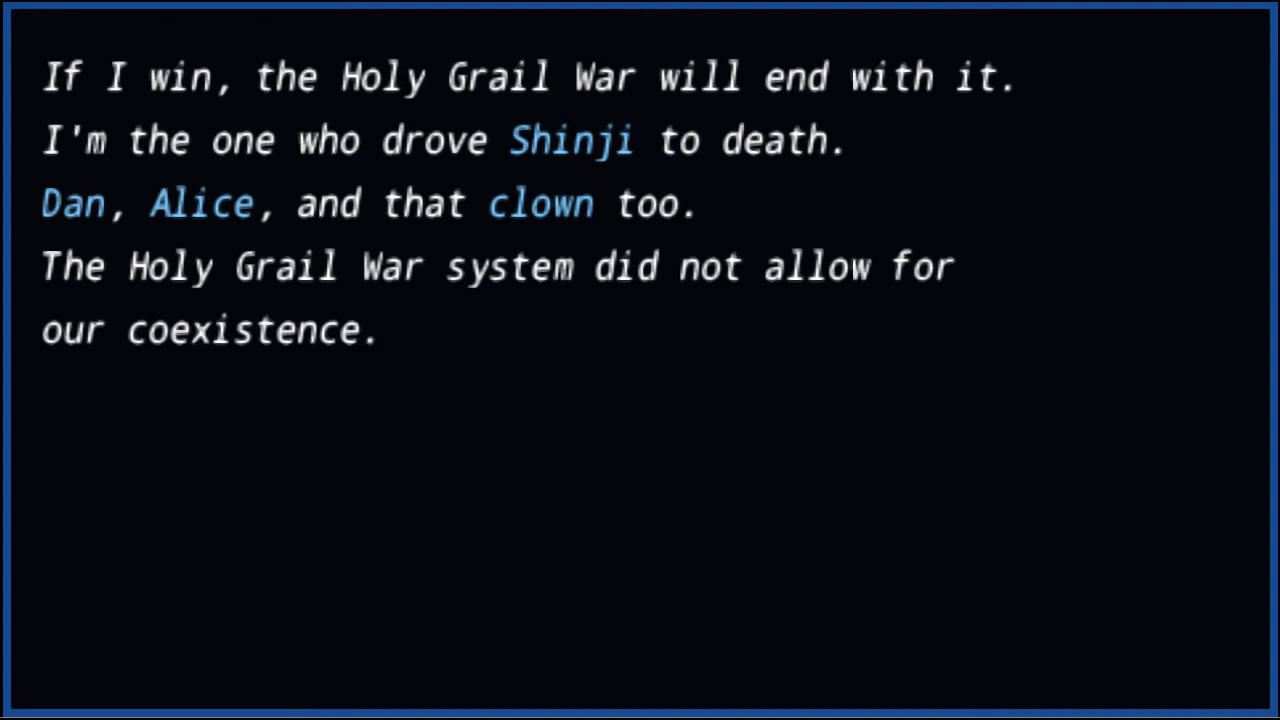 If I win, the Holy Grail War will end with it.
I'm the one who drove Shinji to death.
Dan, Alice, and that clown too.
The Holy Grail War system did not allow for
our coexistence.